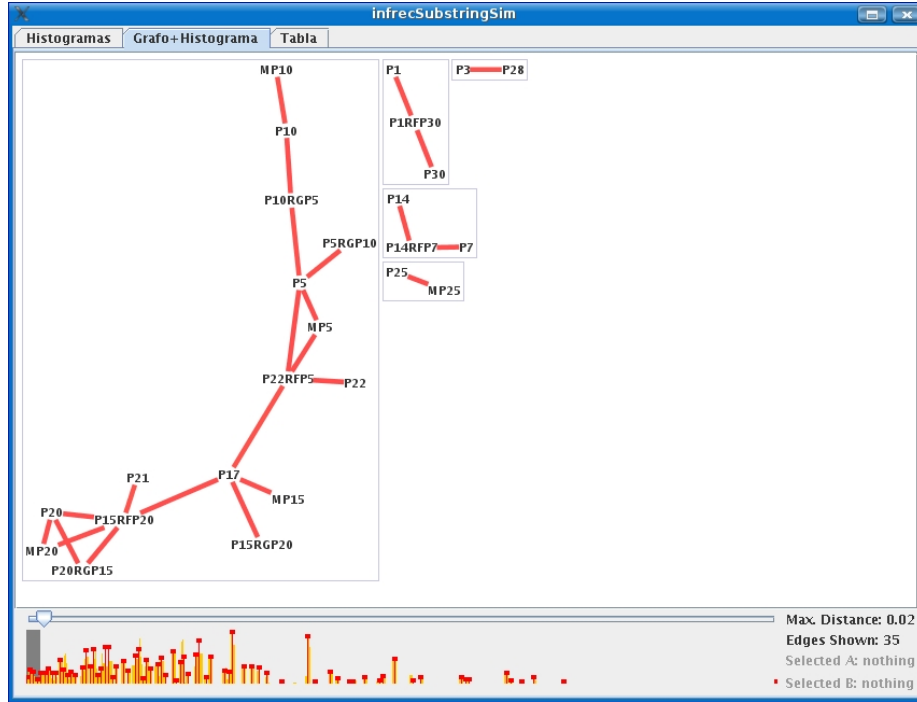 infrecSubstringSim
Histogramas Grafo+Histograma Tabla
MP10 P1 P3 P28
P10 P1RFP30
P30
P10RGP5 P14
P5RGP10 P14RFP7 P7
P5 P25
MP25
MP5
P22RFP5 P22
P17
P21
MP15
P20 P15RFP20
P15RGP20
MP20
P20RGP15
Max. Distance: 0.02
Edges Shown: 35
Selected A: nothing
Selected B: nothing